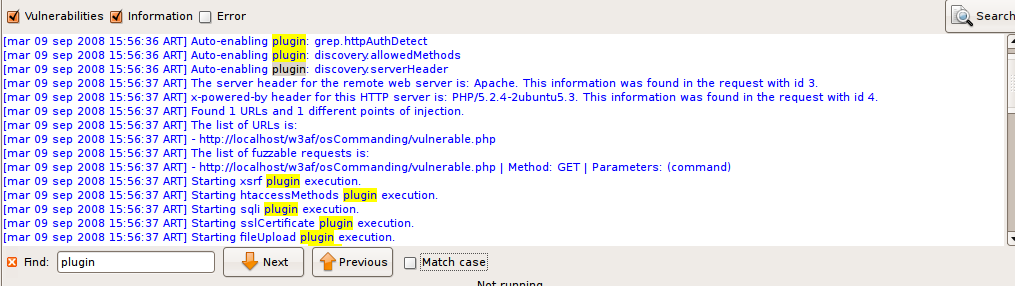 Vulnerabilities Information Error Search
[mar 09 sep 2008 15:56:36 ART] Auto-enabling plugin: grep.httpAuthDetect
[mar 09 sep 2008 15:56:36 ART] Auto-enabling plugin: discovery.allowedMethods
[mar 09 sep 2008 15:56:36 ART] Auto-enabling plugin: discovery.serverHeader
[mar 09 sep 2008 15:56:37 ART] The server header for the remote web server is: Apache. This information was found in the request with id 3.
[mar 09 sep 2008 15:56:37 ART] x-powered-by header for this HTTP server is: PHP/5.2.4-2ubuntu5.3. This information was found in the request with id 4.
[mar 09 sep 2008 15:56:37 ART] Found 1 URLs and 1 different points of injection.
[mar 09 sep 2008 15:56:37 ART] The list of URLs is:
[mar 09 sep 2008 15:56:37 ART] - http://localhost/w3af/osCommanding/vulnerable.php
[mar 09 sep 2008 15:56:37 ART] The list of fuzzable requests is:
[mar 09 sep 2008 15:56:37 ART] - http://localhost/w3af/osCommanding/vulnerable.php | Method: GET | Parameters: (command)
[mar 09 sep 2008 15:56:37 ART] Starting xsrf plugin execution.
[mar 09 sep 2008 15:56:37 ART] Starting htaccessMethods plugin execution.
[mar 09 sep 2008 15:56:37 ART] Starting sqli plugin execution.
[mar 09 sep 2008 15:56:37 ART] Starting sslCertificate plugin execution.
[mar 09 sep 2008 15:56:37 ART] Starting fileUpload plugin execution.
Find: plugin Next Previous Match case
Not running